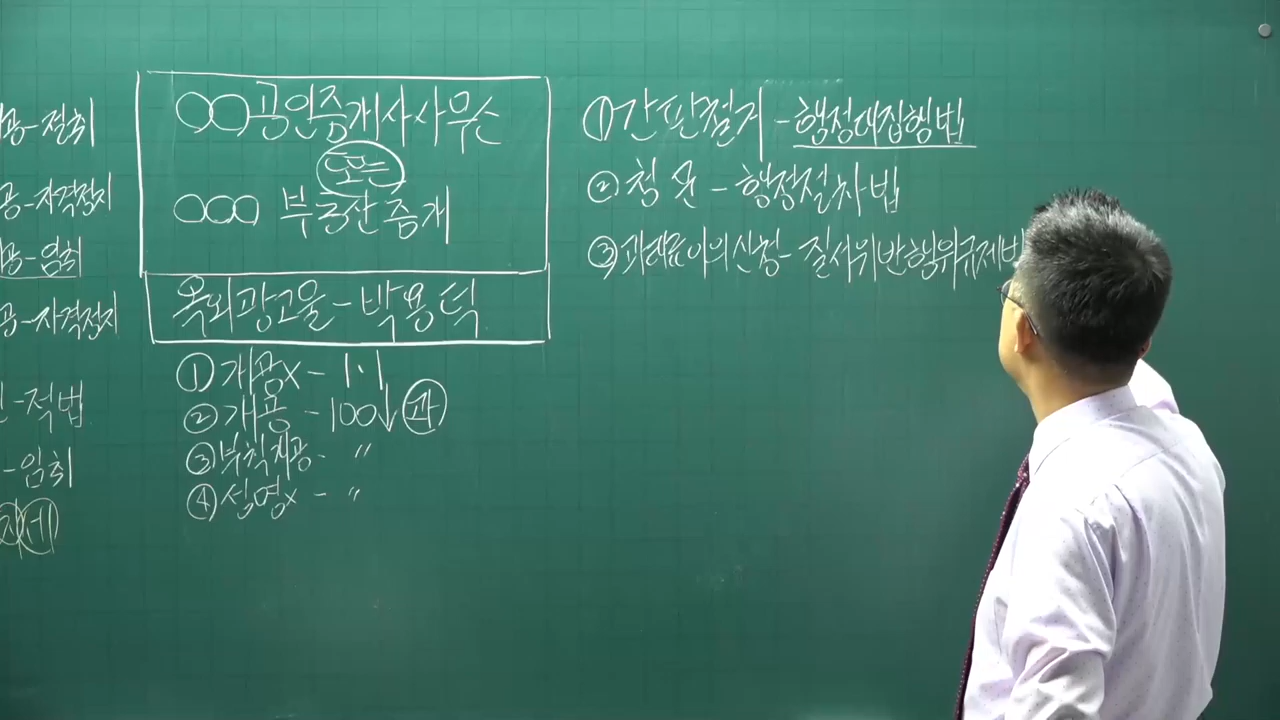 공-절취
공-자격정지
공-임취
공-자격정지
-적법
-임취
○○공인중개사사무소
또는
○○○ 부동산중개
옥외광고물-박용덕
① 개공x - 1·1
② 개공 - 100↓ 과
③ 부칙개공 - 〃
④ 성명x - 〃
① 간판철거 - 행정대집행법
② 청문 - 행정절차법
③ 과태료이의신청 - 질서위반행위규제법